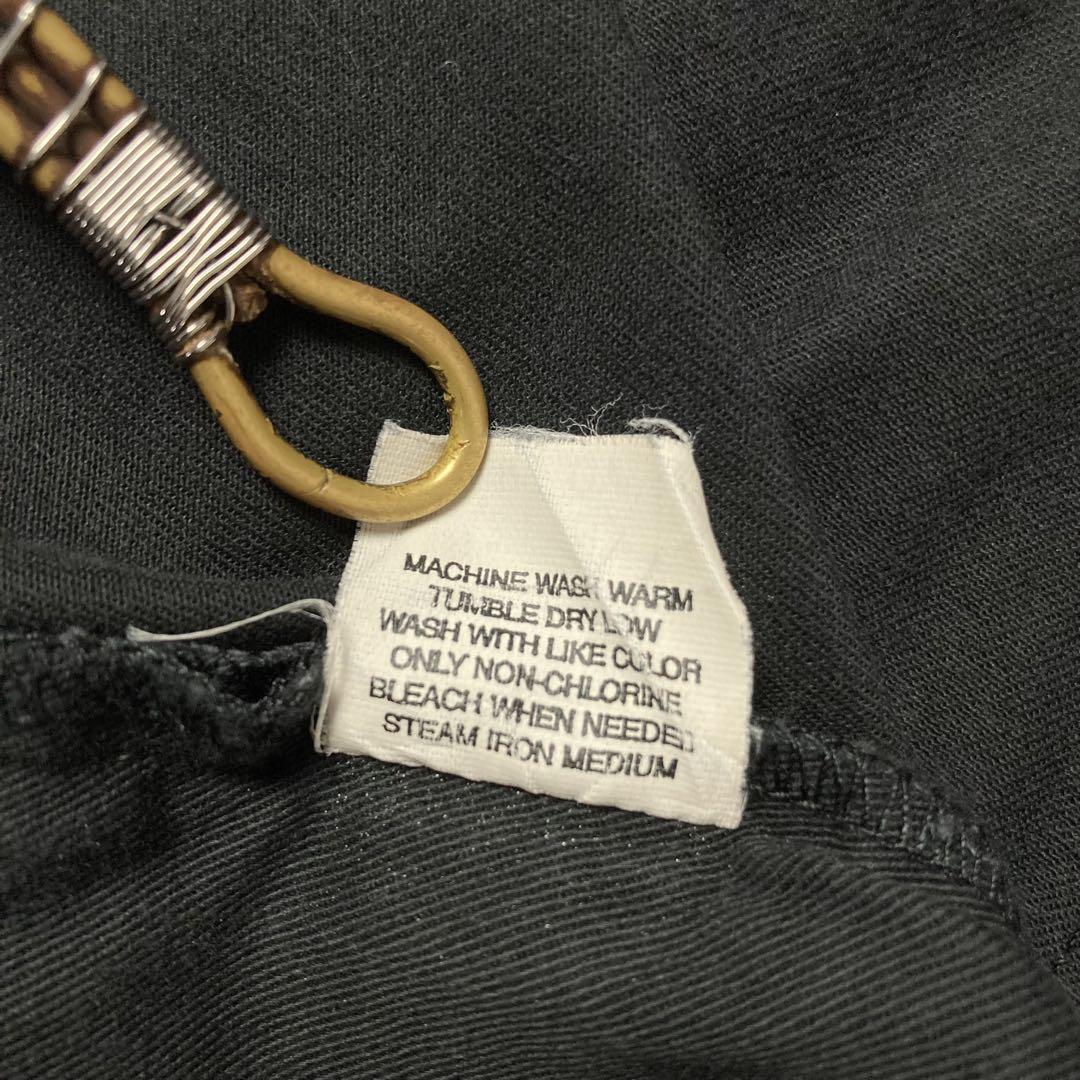 MACHINE WASH WARM
TUMBLE DRY LOW
WASH WITH LIKE COLOR
ONLY NON-CHLORINE
BLEACH WHEN NEEDED
STEAM IRON MEDIUM